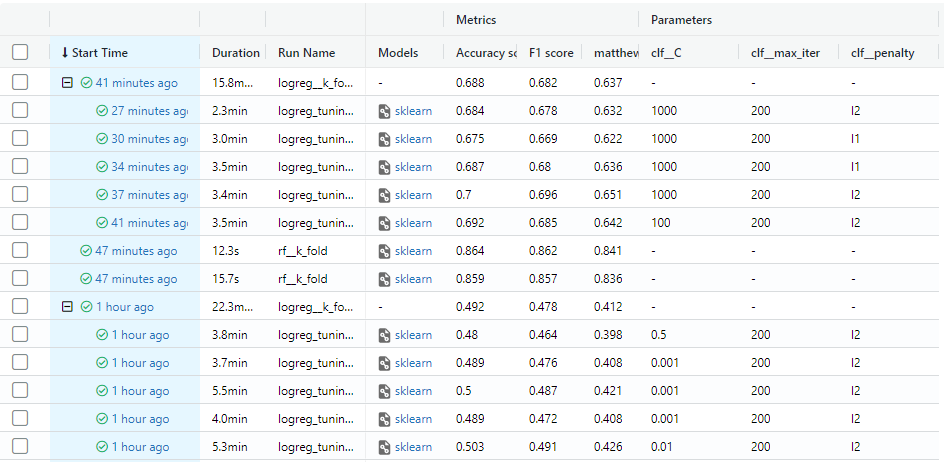 Metrics Parameters
Start Time Duration Run Name Models Accuracy sc F1 score matthew clf__C clf__max_iter clf__penalty
41 minutes ago 15.8m... logreg__k_fo... - 0.688 0.682 0.637 - - -
27 minutes ag 2.3min logreg_tunin... sklearn 0.684 0.678 0.632 1000 200 l2
30 minutes ag 3.0min logreg_tunin... sklearn 0.675 0.669 0.622 1000 200 l1
34 minutes ag 3.5min logreg_tunin... sklearn 0.687 0.68 0.636 1000 200 l1
37 minutes ag 3.4min logreg_tunin... sklearn 0.7 0.696 0.651 1000 200 l2
41 minutes ag 3.5min logreg_tunin... sklearn 0.692 0.685 0.642 100 200 l2
47 minutes ago 12.3s rf__k_fold sklearn 0.864 0.862 0.841 - - -
47 minutes ago 15.7s rf__k_fold sklearn 0.859 0.857 0.836 - - -
1 hour ago 22.3m... logreg__k_fo... - 0.492 0.478 0.412 - - -
1 hour ago 3.8min logreg_tunin... sklearn 0.48 0.464 0.398 0.5 200 l2
1 hour ago 3.7min logreg_tunin... sklearn 0.489 0.476 0.408 0.001 200 l2
1 hour ago 5.5min logreg_tunin... sklearn 0.5 0.487 0.421 0.001 200 l2
1 hour ago 4.0min logreg_tunin... sklearn 0.489 0.472 0.408 0.001 200 l2
1 hour ago 5.3min logreg_tunin... sklearn 0.503 0.491 0.426 0.01 200 l2